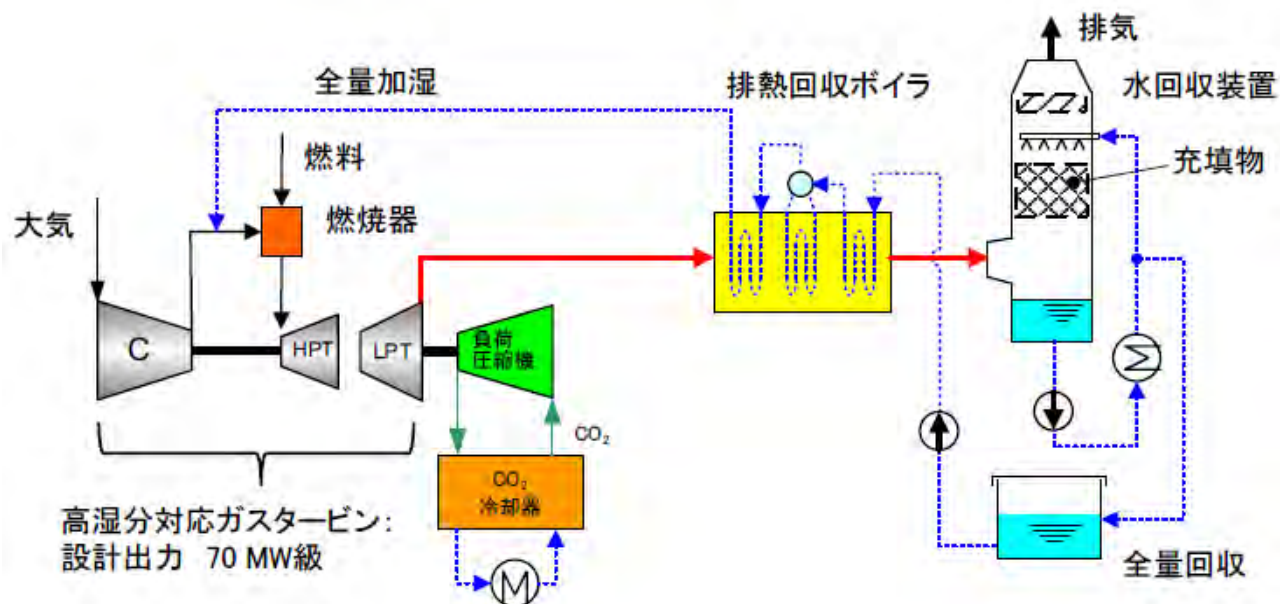 排気
全量加湿
排熱回収ボイラ
水回収装置
燃料
充填物
大気
燃焼器
C
HPT
LPT
負荷
圧縮機
CO₂
CO₂
冷却器
高湿分対応ガスタービン：
設計出力 70 MW級
全量回収